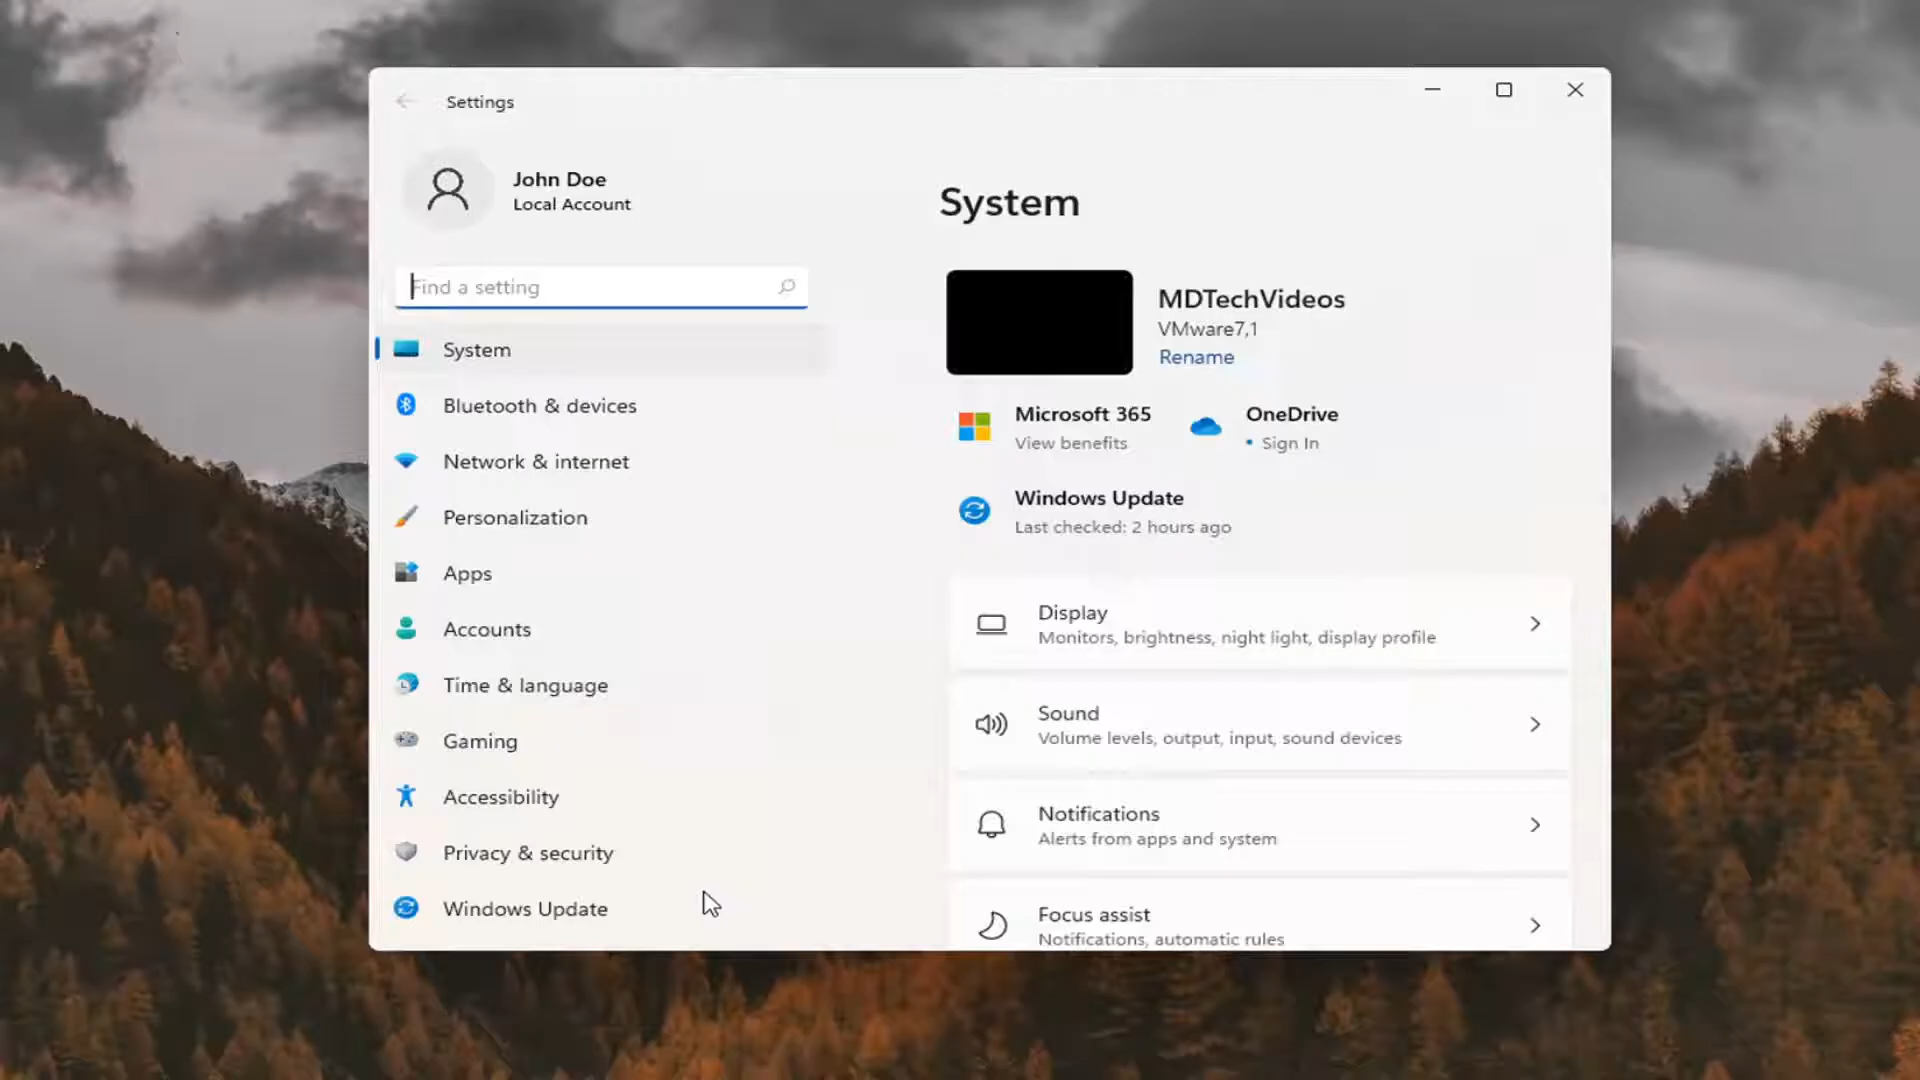 Settings
John Doe
Local Account
Find a setting
System
Bluetooth & devices
Network & internet
Personalization
Apps
Accounts
Time & language
Gaming
Accessibility
Privacy & security
Windows Update
System
MDTechVideos
VMware7,1
Rename
Microsoft 365
View benefits
OneDrive
• Sign In
Windows Update
Last checked: 2 hours ago
Display
Monitors, brightness, night light, display profile
Sound
Volume levels, output, input, sound devices
Notifications
Alerts from apps and system
Focus assist
Notifications, automatic rules